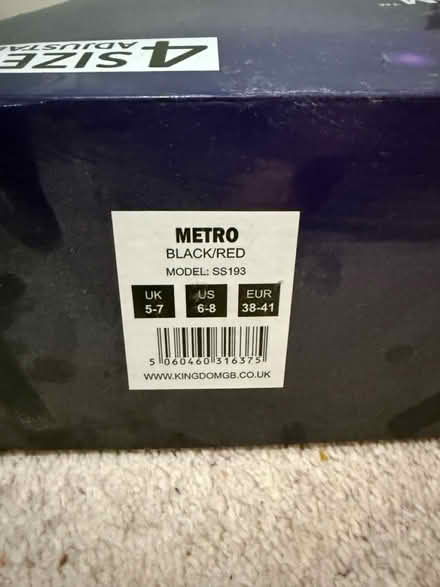 4 SIZE
METRO
BLACK/RED
MODEL: SS193
UK US EUR
5-7 6-8 38-41
5 060460 316375
WWW.KINGDOMGB.CO.UK